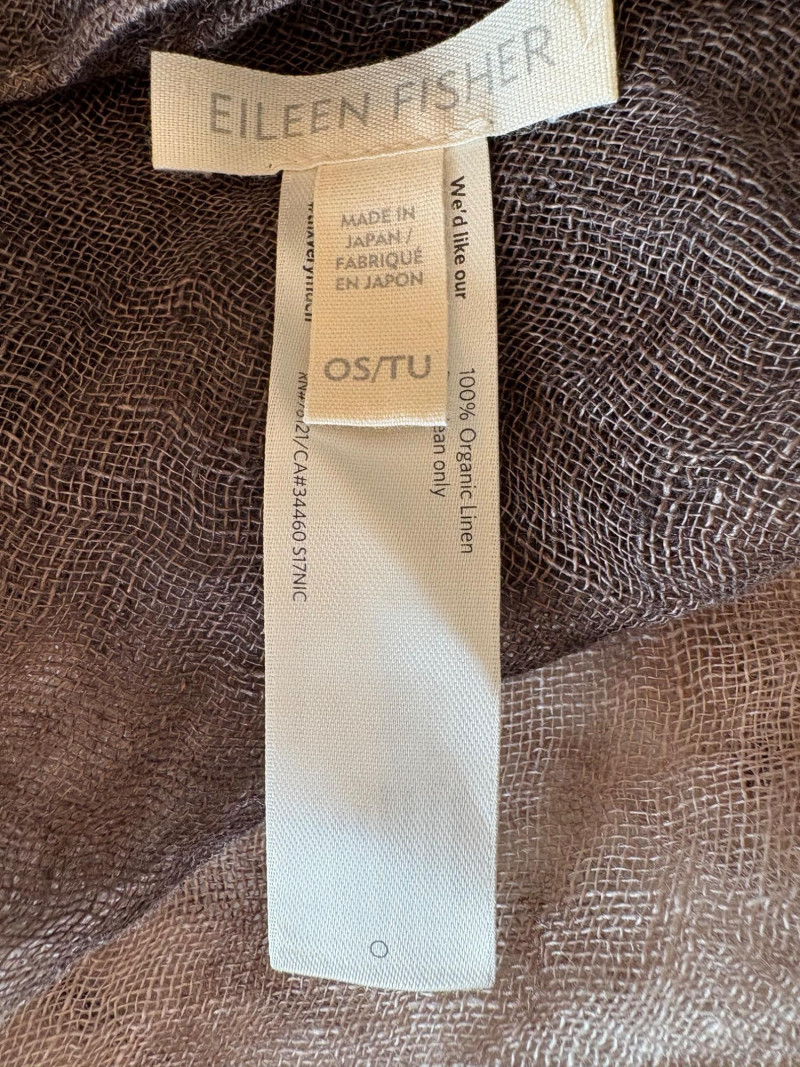 EILEEN FISHER
MADE IN
JAPAN /
FABRIQUÉ
EN JAPON
OS/TU
We'd like our
100% Organic Linen
only
21/CA#34460 S17NIC